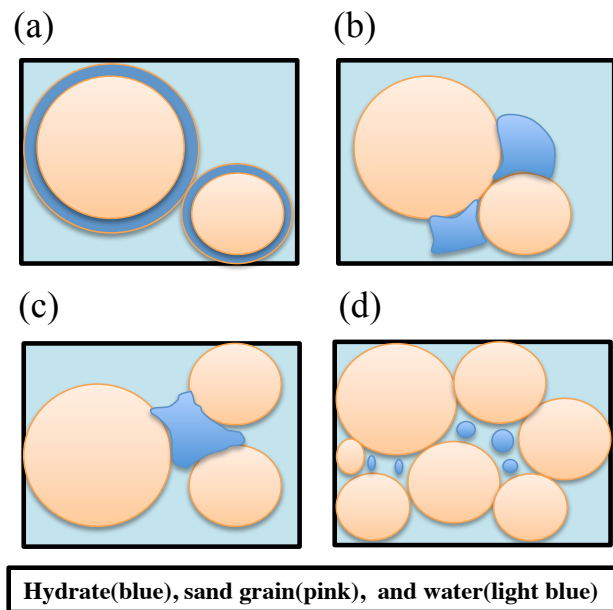 (a)
(b)
(c)
(d)
Hydrate(blue), sand grain(pink), and water(light blue)